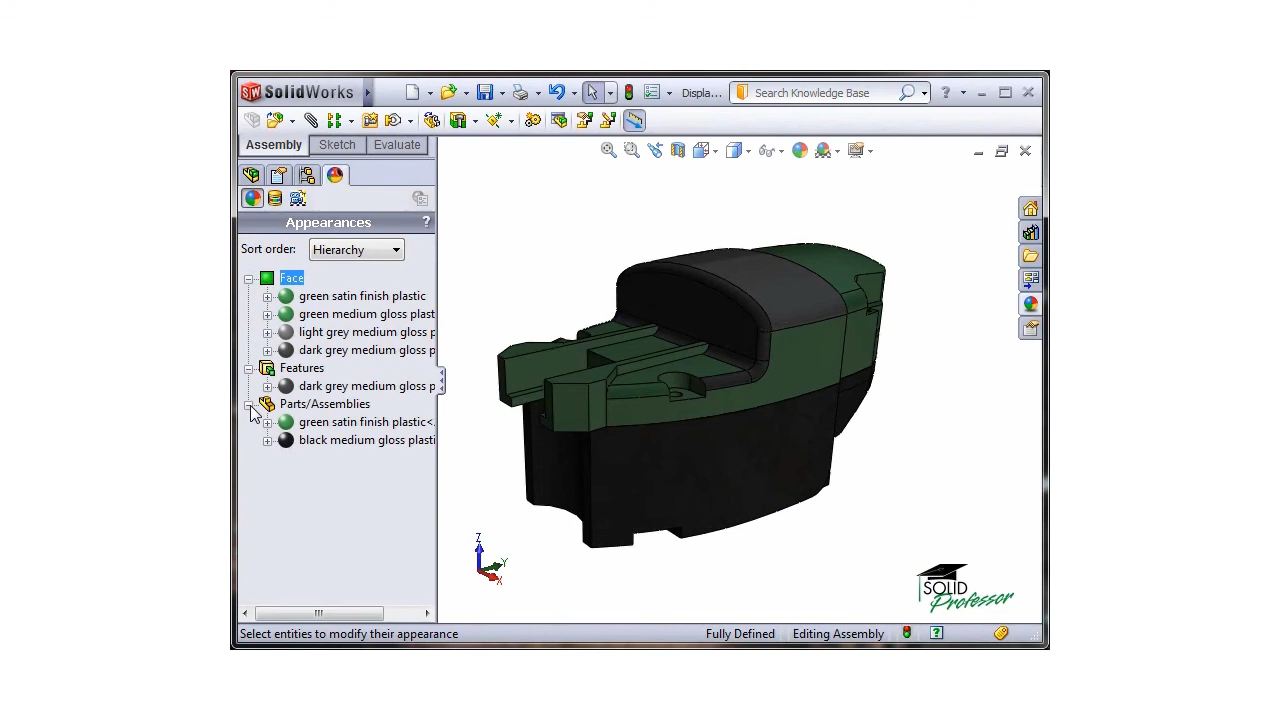 SW SolidWorks Displa... Search Knowledge Base ?
Assembly Sketch Evaluate
Appearances ?
Sort order: Hierarchy
Face
green satin finish plastic
green medium gloss plast
light grey medium gloss p
dark grey medium gloss p
Features
dark grey medium gloss p
Parts/Assemblies
green satin finish plastic<.
black medium gloss plasti
Z
Y
X
SOLID
Professor
Select entities to modify their appearance Fully Defined Editing Assembly ?